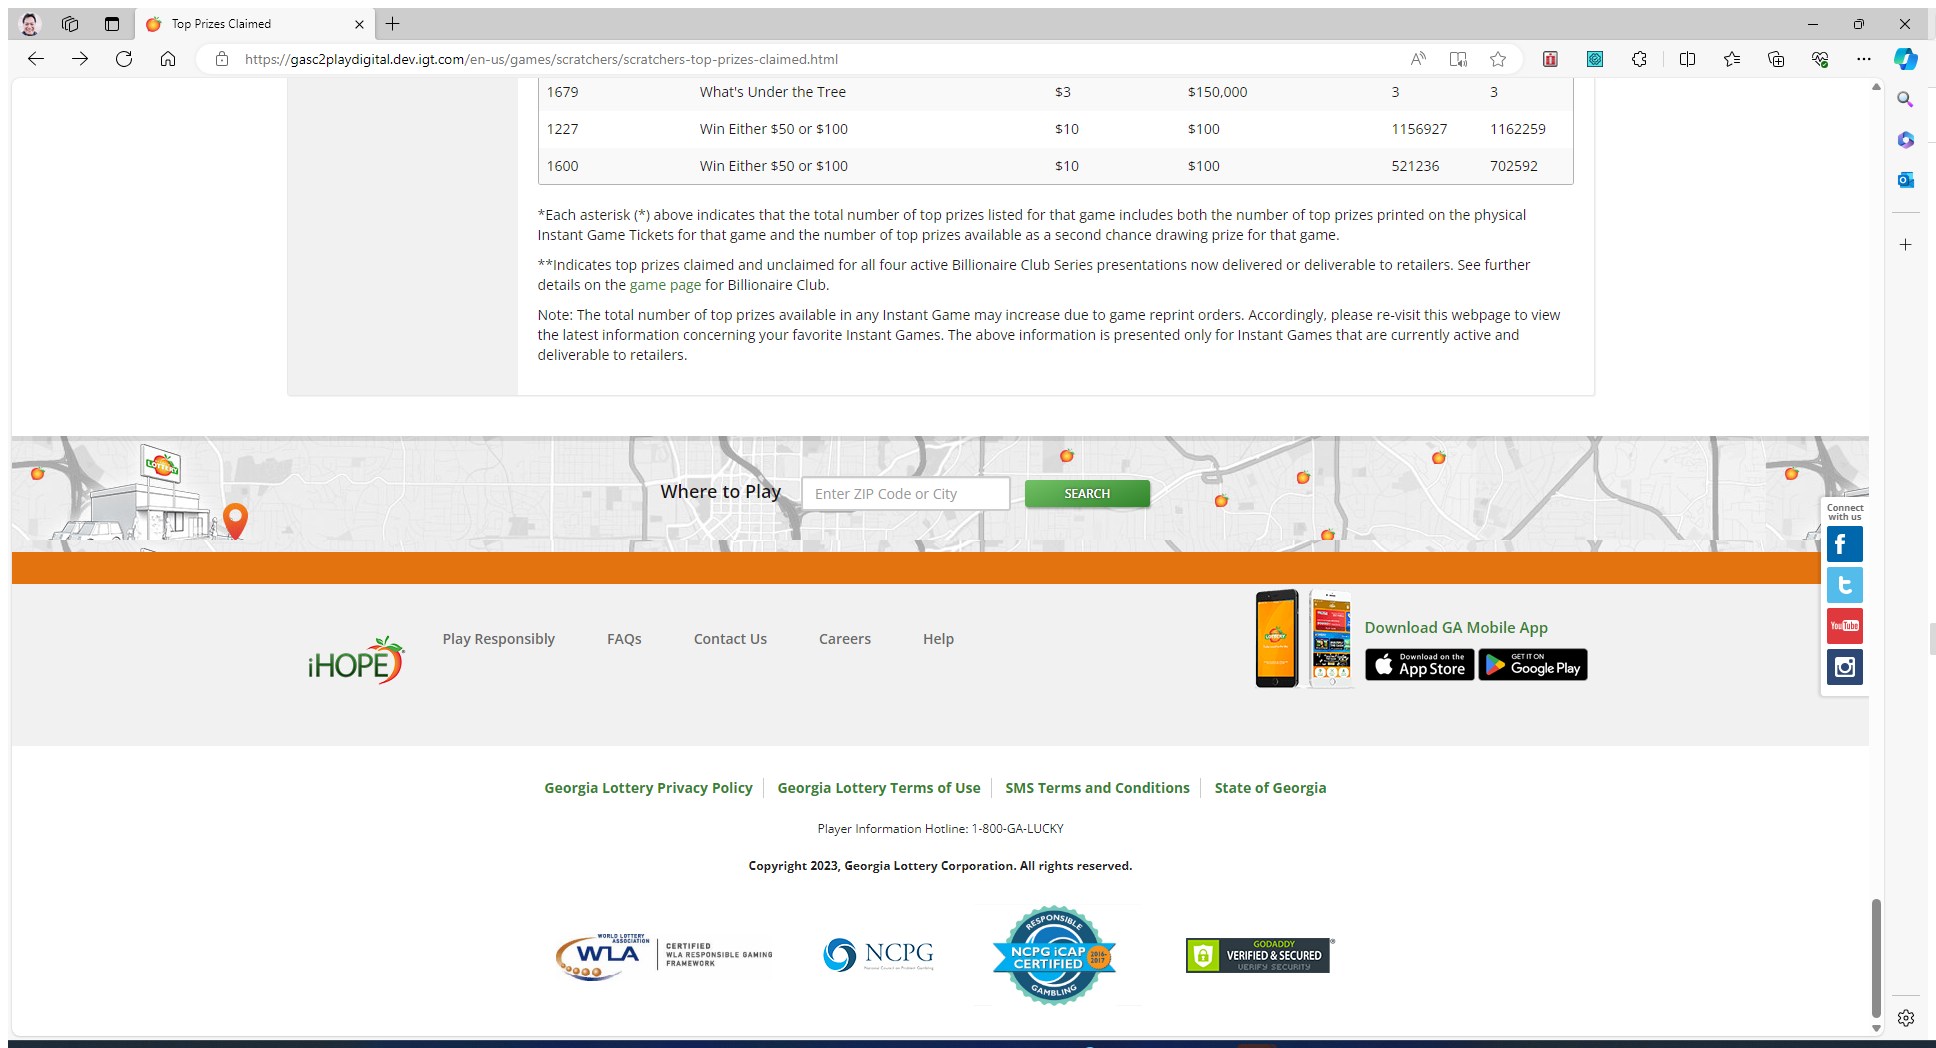 Top Prizes Claimed
https://gasc2playdigital.dev.igt.com/en-us/games/scratchers/scratchers-top-prizes-claimed.html
1679 What's Under the Tree $3 $150,000 3 3
1227 Win Either $50 or $100 $10 $100 1156927 1162259
1600 Win Either $50 or $100 $10 $100 521236 702592
*Each asterisk (*) above indicates that the total number of top prizes listed for that game includes both the number of top prizes printed on the physical
Instant Game Tickets for that game and the number of top prizes available as a second chance drawing prize for that game.
**Indicates top prizes claimed and unclaimed for all four active Billionaire Club Series presentations now delivered or deliverable to retailers. See further
details on the game page for Billionaire Club.
Note: The total number of top prizes available in any Instant Game may increase due to game reprint orders. Accordingly, please re-visit this webpage to view
the latest information concerning your favorite Instant Games. The above information is presented only for Instant Games that are currently active and
deliverable to retailers.
LOTTERY
Where to Play Enter ZIP Code or City SEARCH
Connect
with us
f
t
YouTube
iHOPE
Play Responsibly FAQs Contact Us Careers Help
LOTTERY
Download GA Mobile App
Download on the
App Store
GET IT ON
Google Play
Georgia Lottery Privacy Policy Georgia Lottery Terms of Use SMS Terms and Conditions State of Georgia
Player Information Hotline: 1-800-GA-LUCKY
Copyright 2023, Georgia Lottery Corporation. All rights reserved.
WORLD LOTTERY
ASSOCIATION
WLA
CERTIFIED
WLA RESPONSIBLE GAMING
FRAMEWORK
NCPG
National Council on Problem Gambling
RESPONSIBLE
NCPG iCAP
CERTIFIED
2016-
2017
GAMBLING
GODADDY
VERIFIED & SECURED
VERIFY SECURITY